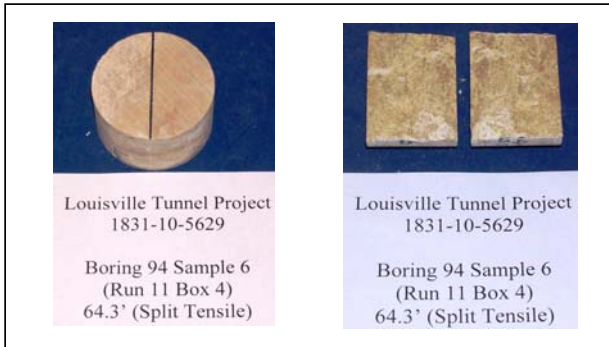 Louisville Tunnel Project
1831-10-5629
Boring 94 Sample 6
(Run 11 Box 4)
64.3' (Split Tensile)
Louisville Tunnel Project
1831-10-5629
Boring 94 Sample 6
(Run 11 Box 4)
64.3' (Split Tensile)